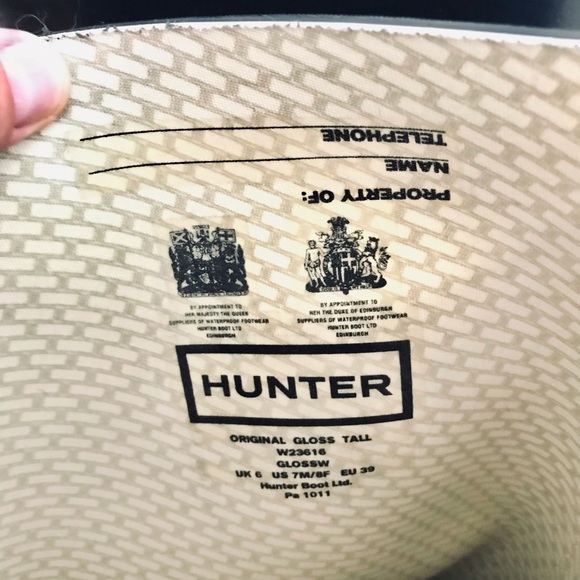 PROPERTY OF:
NAME
TELEPHONE
BY APPOINTMENT TO
HER MAJESTY THE QUEEN
SUPPLIERS OF WATERPROOF FOOTWEAR
HUNTER BOOT LTD
EDINBURGH
BY APPOINTMENT TO
HRH THE DUKE OF EDINBURGH
SUPPLIERS OF WATERPROOF FOOTWEAR
HUNTER BOOT LTD
EDINBURGH
HUNTER
ORIGINAL GLOSS TALL
W23616
GLOSSW
UK 6 US 7M/8F EU 39
Hunter Boot Ltd.
Pa 1011